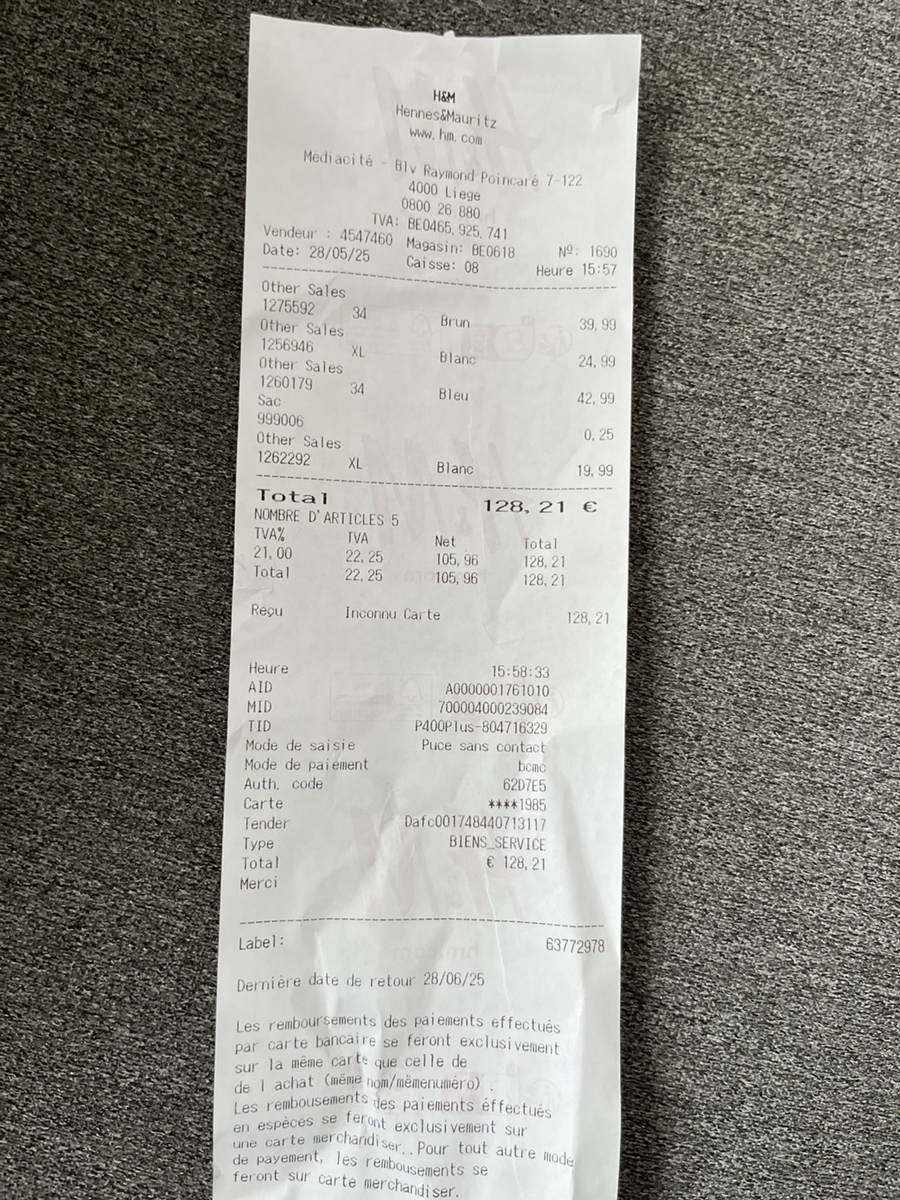 H&M
Hennes&Mauritz
www.hm.com
Médiacité - Blv Raymond Poincaré 7-122
4000 Liege
0800 26 880
TVA: BE0465.925.741
Vendeur : 4547460 Magasin: BE0618 Nº: 1690
Date: 28/05/25 Caisse: 08 Heure 15:57
Other Sales
1275592 34 Brun 39,99
Other Sales
1256946 XL Blanc 24,99
Other Sales
1260179 34 Bleu 42,99
Sac
999006 0,25
Other Sales
1262292 XL Blanc 19,99
Total 128,21 €
NOMBRE D'ARTICLES 5
TVA% TVA Net Total
21,00 22,25 105,96 128,21
Total 22,25 105,96 128,21
Reçu Inconnu Carte 128,21
Heure 15:58:33
AID A0000001761010
MID 700004000239084
TID P400Plus-804716329
Mode de saisie Puce sans contact
Mode de paiement bcmc
Auth. code 62D7E5
Carte ****1985
Tender Dafc001748440713117
Type BIENS_SERVICE
Total € 128,21
Merci
Label: 63772978
Dernière date de retour 28/06/25
Les remboursements des paiements effectués
par carte bancaire se feront exclusivement
sur la même carte que celle de
de l achat (même nom/mêmenuméro) .
Les rembousements des paiements éffectués
en espèces se feront exclusivement sur
une carte merchandiser..Pour tout autre mode
de payement, les rembousements se
feront sur carte merchandiser.